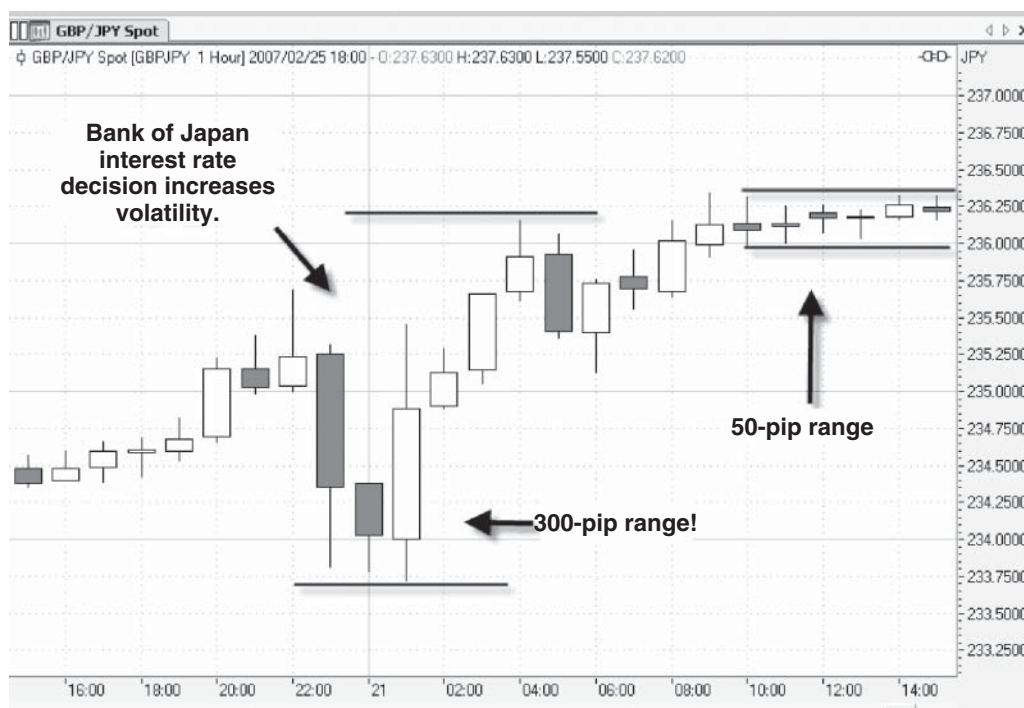 GBP/JPY Spot
GBP/JPY Spot [GBPJPY 1 Hour] 2007/02/25 18:00 - O:237.6300 H:237.6300 L:237.5500 C:237.6200
JPY
237.0000
236.7500
Bank of Japan
interest rate
decision increases
volatility.
236.5000
236.2500
236.0000
235.7500
235.5000
235.2500
235.0000
50-pip range
234.7500
234.5000
234.2500
300-pip range!
234.0000
233.7500
233.5000
233.2500
16:00 18:00 20:00 22:00 21 02:00 04:00 06:00 08:00 10:00 12:00 14:00